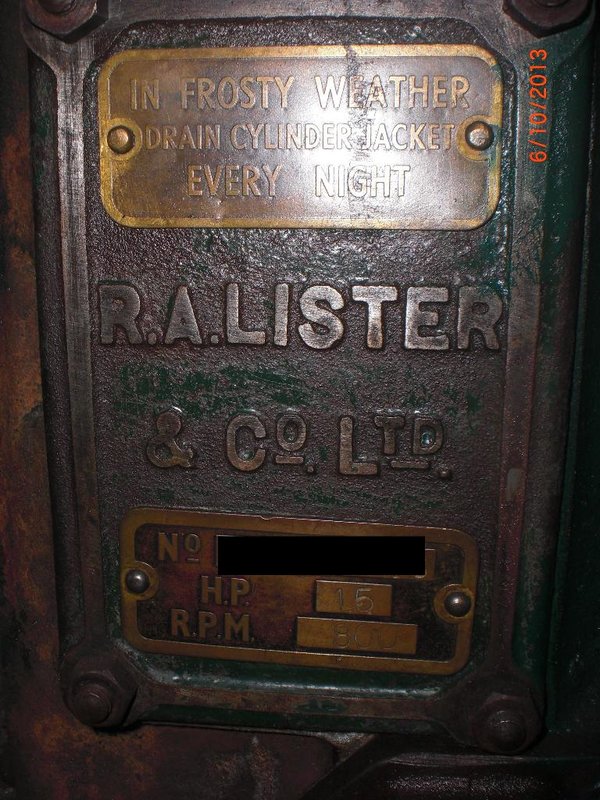 IN FROSTY WEATHER
DRAIN CYLINDER JACKET
EVERY NIGHT
R.A.LISTER
& Cº. LTD.
Nº
H.P. 15
R.P.M.
6/10/2013